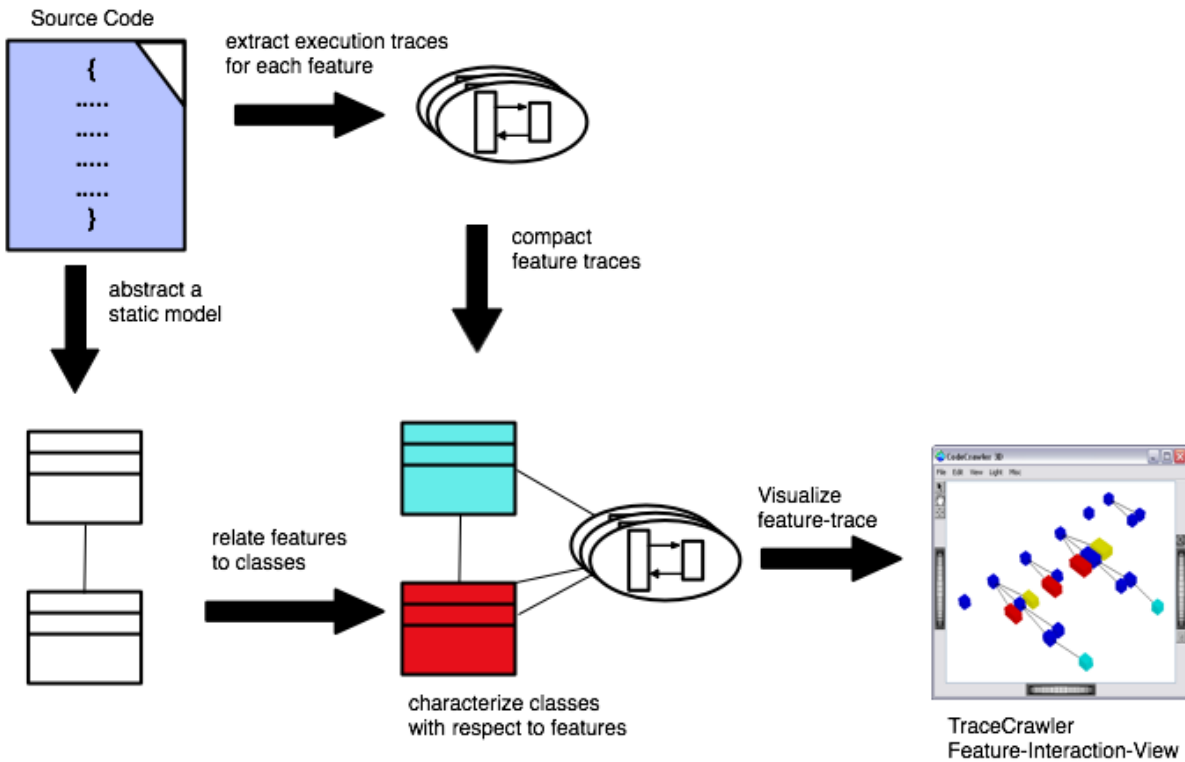 Source Code
{
.....
.....
.....
.....
}
extract execution traces
for each feature
compact
feature traces
abstract a
static model
relate features
to classes
characterize classes
with respect to features
Visualize
feature-trace
CodeCrawler 3D
File Edit View Light Misc
TraceCrawler
Feature-Interaction-View